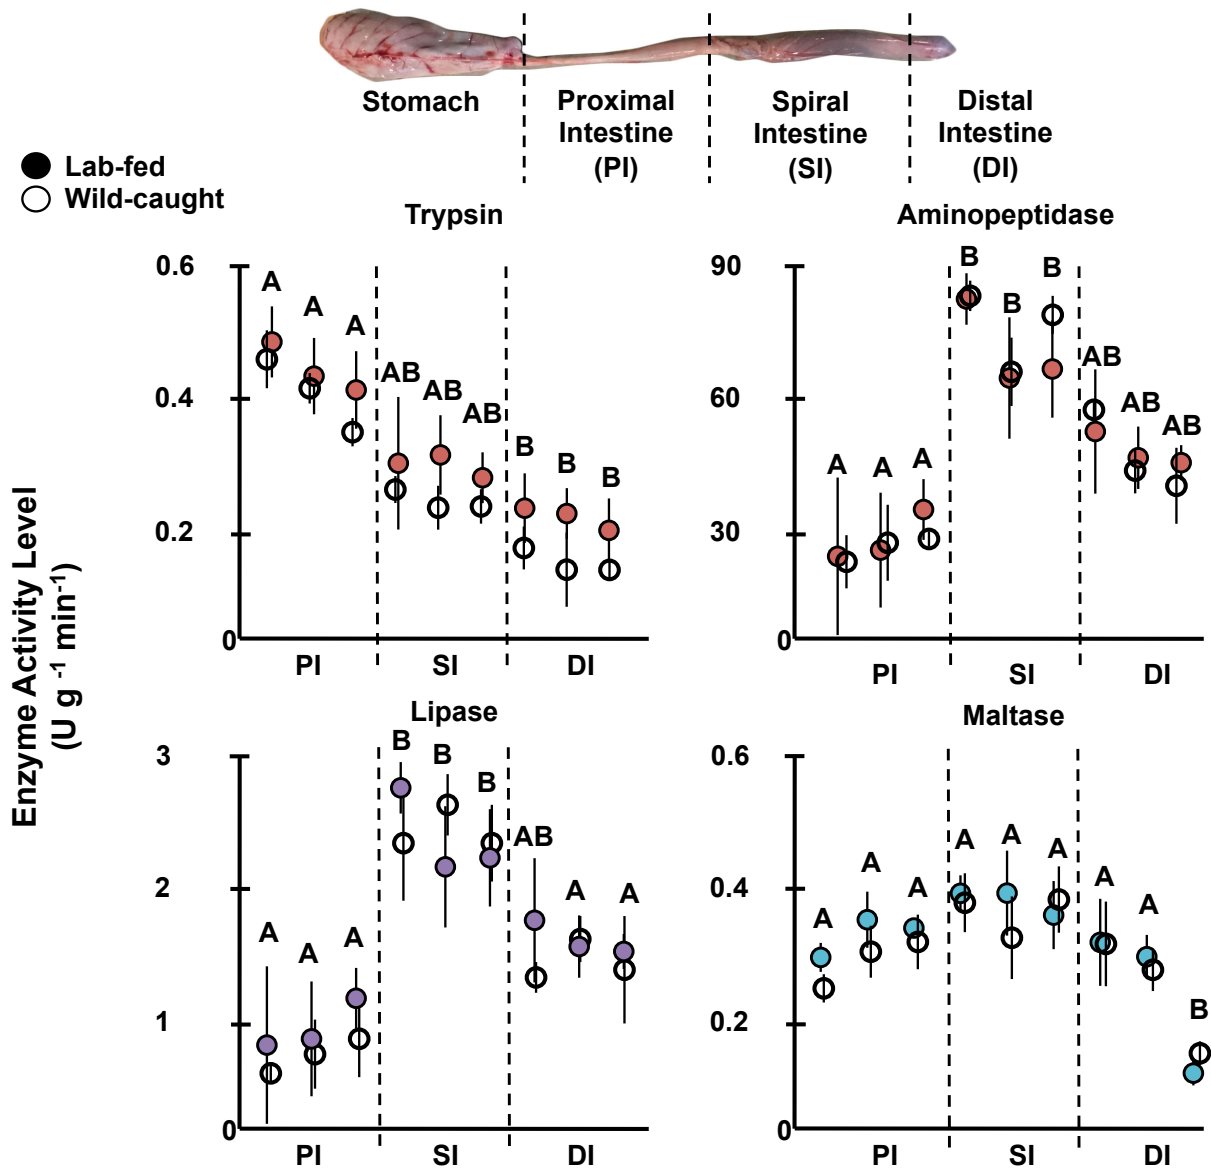 Stomach
Proximal
Intestine
(PI)
Spiral
Intestine
(SI)
Distal
Intestine
(DI)
Lab-fed
Wild-caught
Enzyme Activity Level
(U g -1 min-1)
Trypsin
0.6
0.4
0.2
0
A
A
A
AB
AB
AB
B
B
B
PI
SI
DI
Aminopeptidase
90
60
30
0
A
A
A
B
B
B
AB
AB
AB
PI
SI
DI
Lipase
3
2
1
0
A
A
A
B
B
B
AB
A
A
PI
SI
DI
Maltase
0.6
0.4
0.2
0
A
A
A
A
A
A
A
A
B
PI
SI
DI